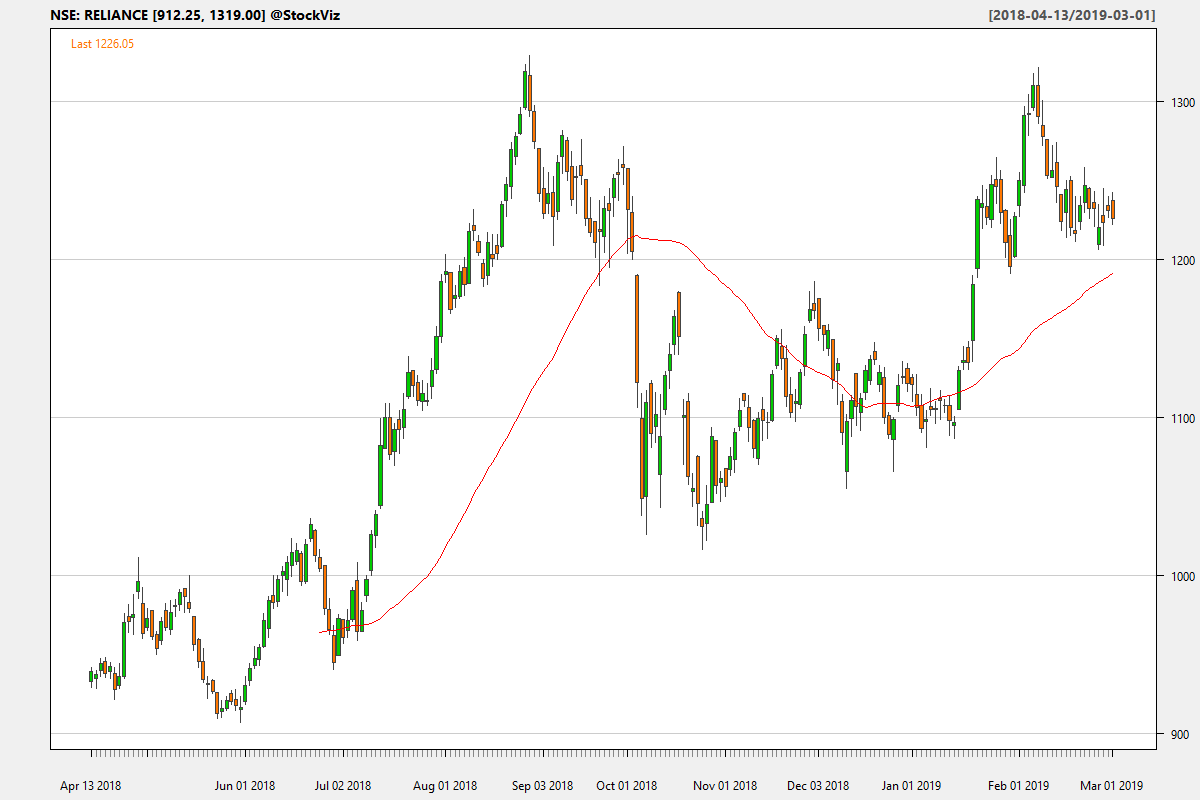 NSE: RELIANCE [912.25, 1319.00] @StockViz
[2018-04-13/2019-03-01]
Last 1226.05
1300
1200
1100
1000
900
Apr 13 2018
Jun 01 2018
Jul 02 2018
Aug 01 2018
Sep 03 2018
Oct 01 2018
Nov 01 2018
Dec 03 2018
Jan 01 2019
Feb 01 2019
Mar 01 2019